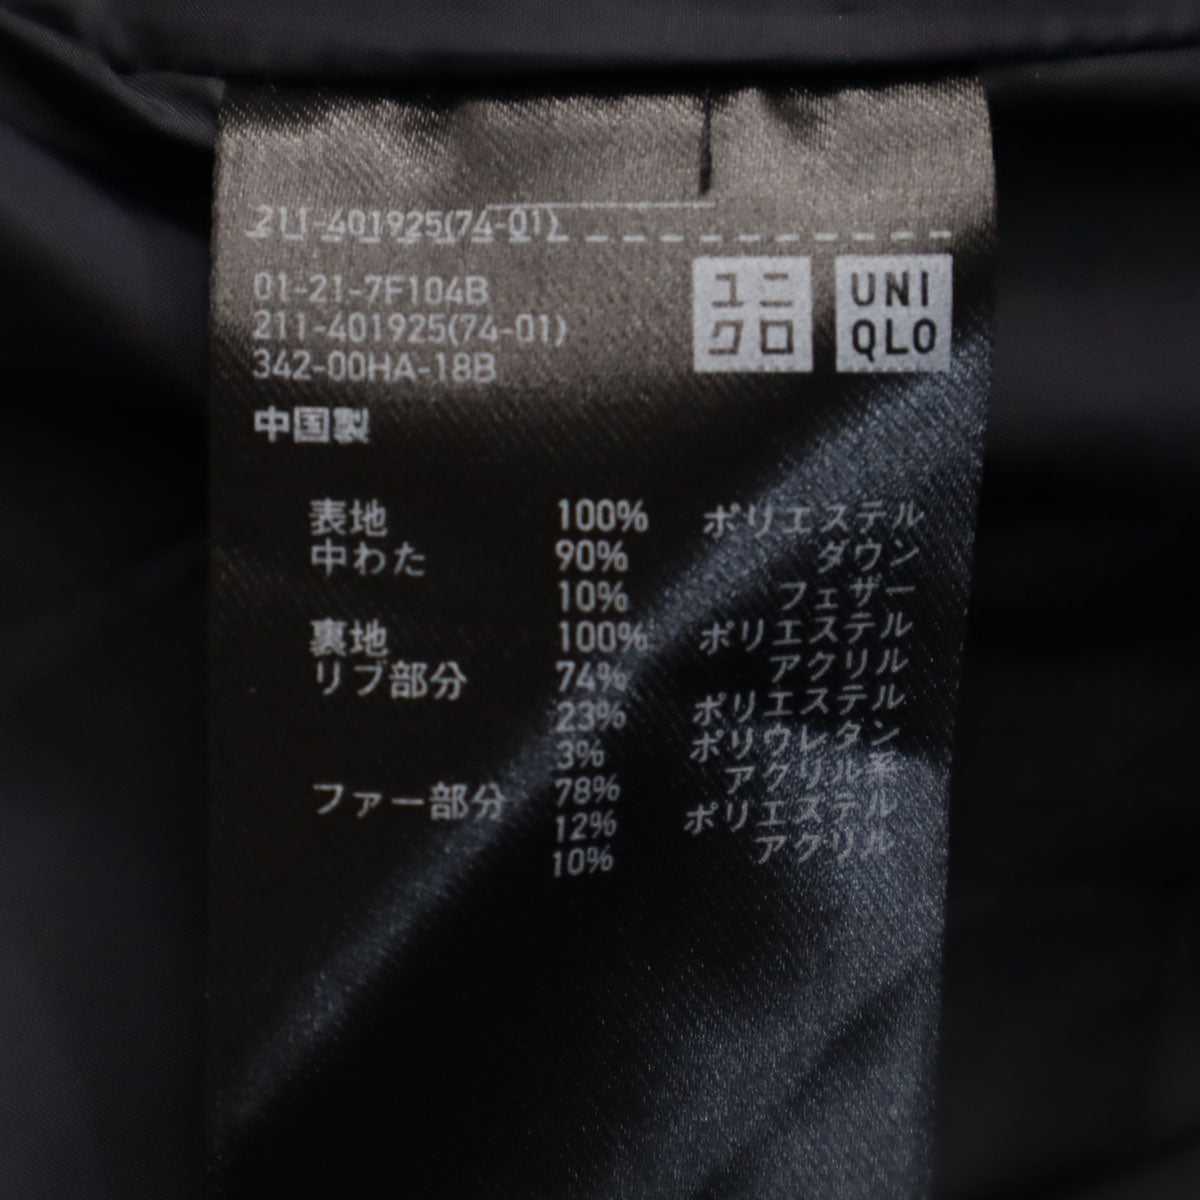 211-401925(74-01)
01-21-7F104B
211-401925(74-01)
342-00HA-18B
ユニ
クロ
UNI
QLO
中国製
表地 100% ポリエステル
中わた 90% ダウン
10% フェザー
裏地 100% ポリエステル
リブ部分 74% アクリル
23% ポリエステル
3% ポリウレタン
ファー部分 78% アクリル系
12% ポリエステル
10% アクリル